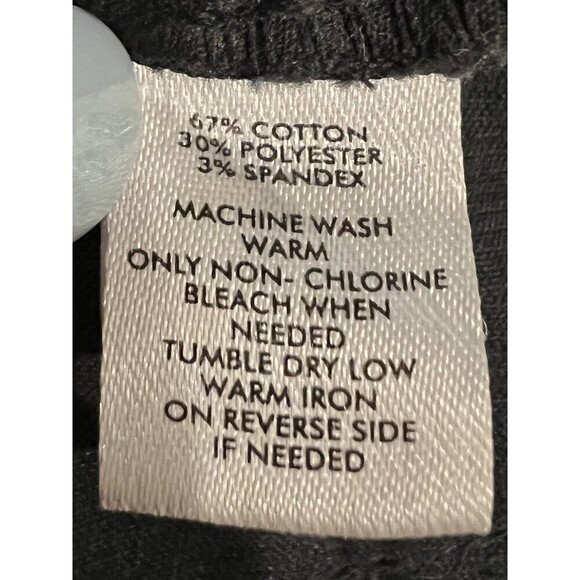 67% COTTON
30% POLYESTER
3% SPANDEX
MACHINE WASH
WARM
ONLY NON- CHLORINE
BLEACH WHEN
NEEDED
TUMBLE DRY LOW
WARM IRON
ON REVERSE SIDE
IF NEEDED